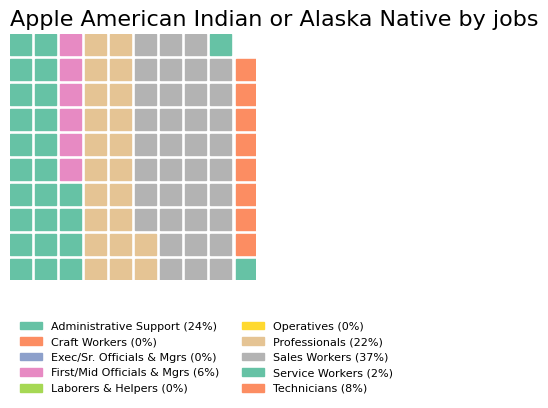 Apple American Indian or Alaska Native by jobs
Administrative Support (24%)
Craft Workers (0%)
Exec/Sr. Officials & Mgrs (0%)
First/Mid Officials & Mgrs (6%)
Laborers & Helpers (0%)
Operatives (0%)
Professionals (22%)
Sales Workers (37%)
Service Workers (2%)
Technicians (8%)